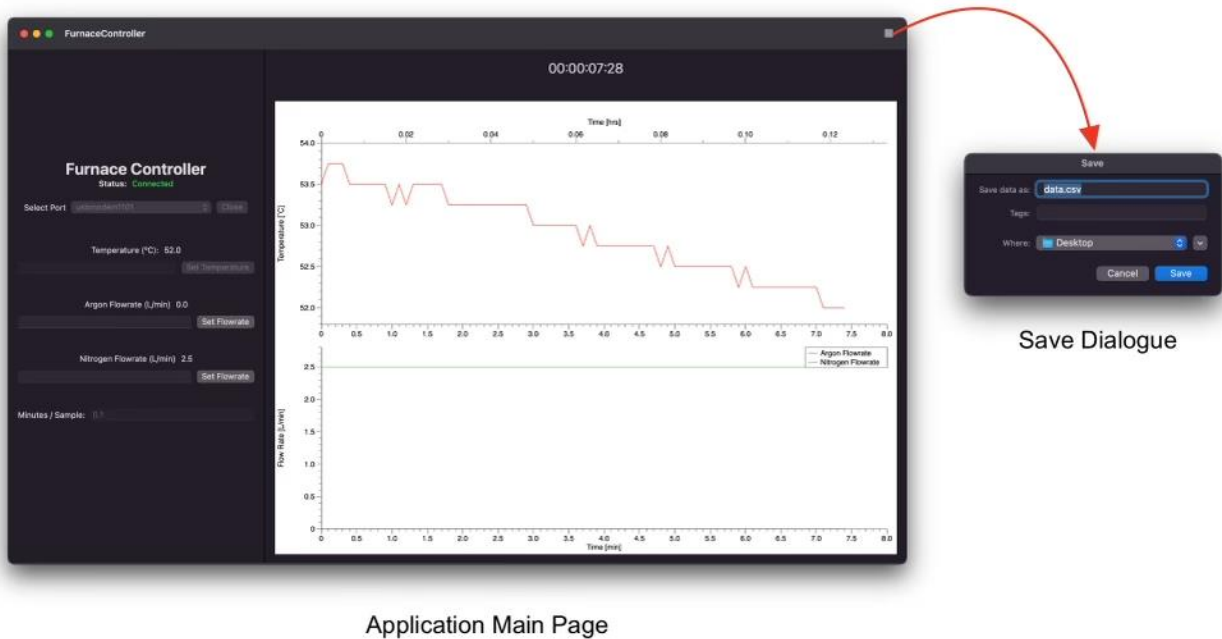 FurnaceController
00:00:07:28
Furnace Controller
Status: Connected
Select Port usbmodem1101 Close
Temperature (°C): 52.0
Set Temperature
Argon Flowrate (L/min) 0.0
Set Flowrate
Nitrogen Flowrate (L/min) 2.5
Set Flowrate
Minutes / Sample: 0.1
Time [hrs]
0 0.02 0.04 0.06 0.08 0.10 0.12
54.0
53.5
53.0
52.5
52.0
Temperature [°C]
0 0.5 1.0 1.5 2.0 2.5 3.0 3.5 4.0 4.5 5.0 5.5 6.0 6.5 7.0 7.5 8.0
Argon Flowrate
Nitrogen Flowrate
2.5
2.0
1.5
1.0
0.5
0
Flow Rate [L/min]
0 0.5 1.0 1.5 2.0 2.5 3.0 3.5 4.0 4.5 5.0 5.5 6.0 6.5 7.0 7.5 8.0
Time [min]
Save
Save data as: data.csv
Tags:
Where: Desktop
Cancel Save
Save Dialogue
Application Main Page